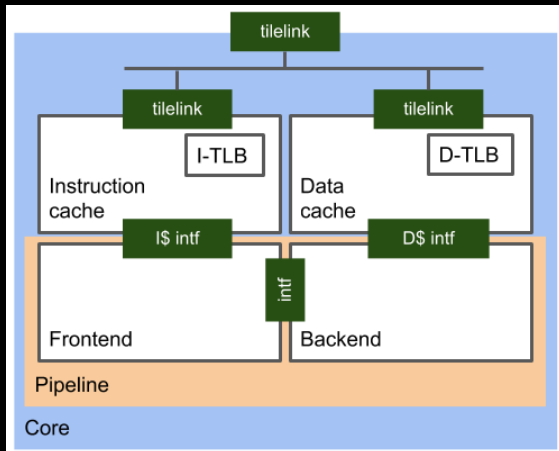 tilelink
tilelink
tilelink
I-TLB
D-TLB
Instruction
cache
Data
cache
I$ intf
D$ intf
intf
Frontend
Backend
Pipeline
Core